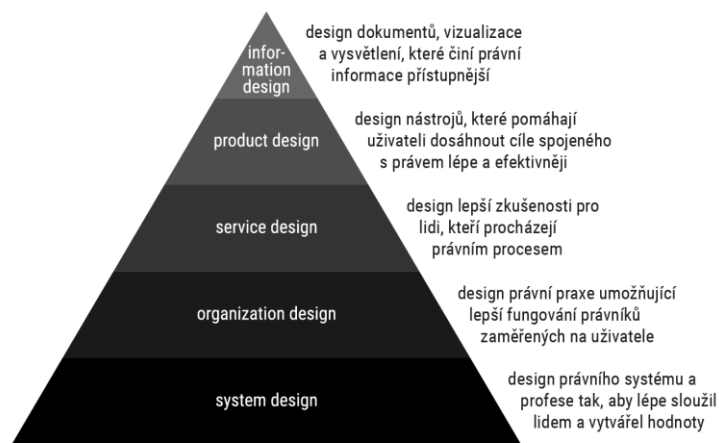 infor-
mation
design
design dokumentů, vizualizace
a vysvětlení, které činí právní
informace přístupnější
product design
design nástrojů, které pomáhají
uživateli dosáhnout cíle spojeného
s právem lépe a efektivněji
service design
design lepší zkušenosti pro
lidi, kteří procházejí
právním procesem
organization design
design právní praxe umožňující
lepší fungování právníků
zaměřených na uživatele
system design
design právního systému a
profese tak, aby lépe sloužil
lidem a vytvářel hodnoty